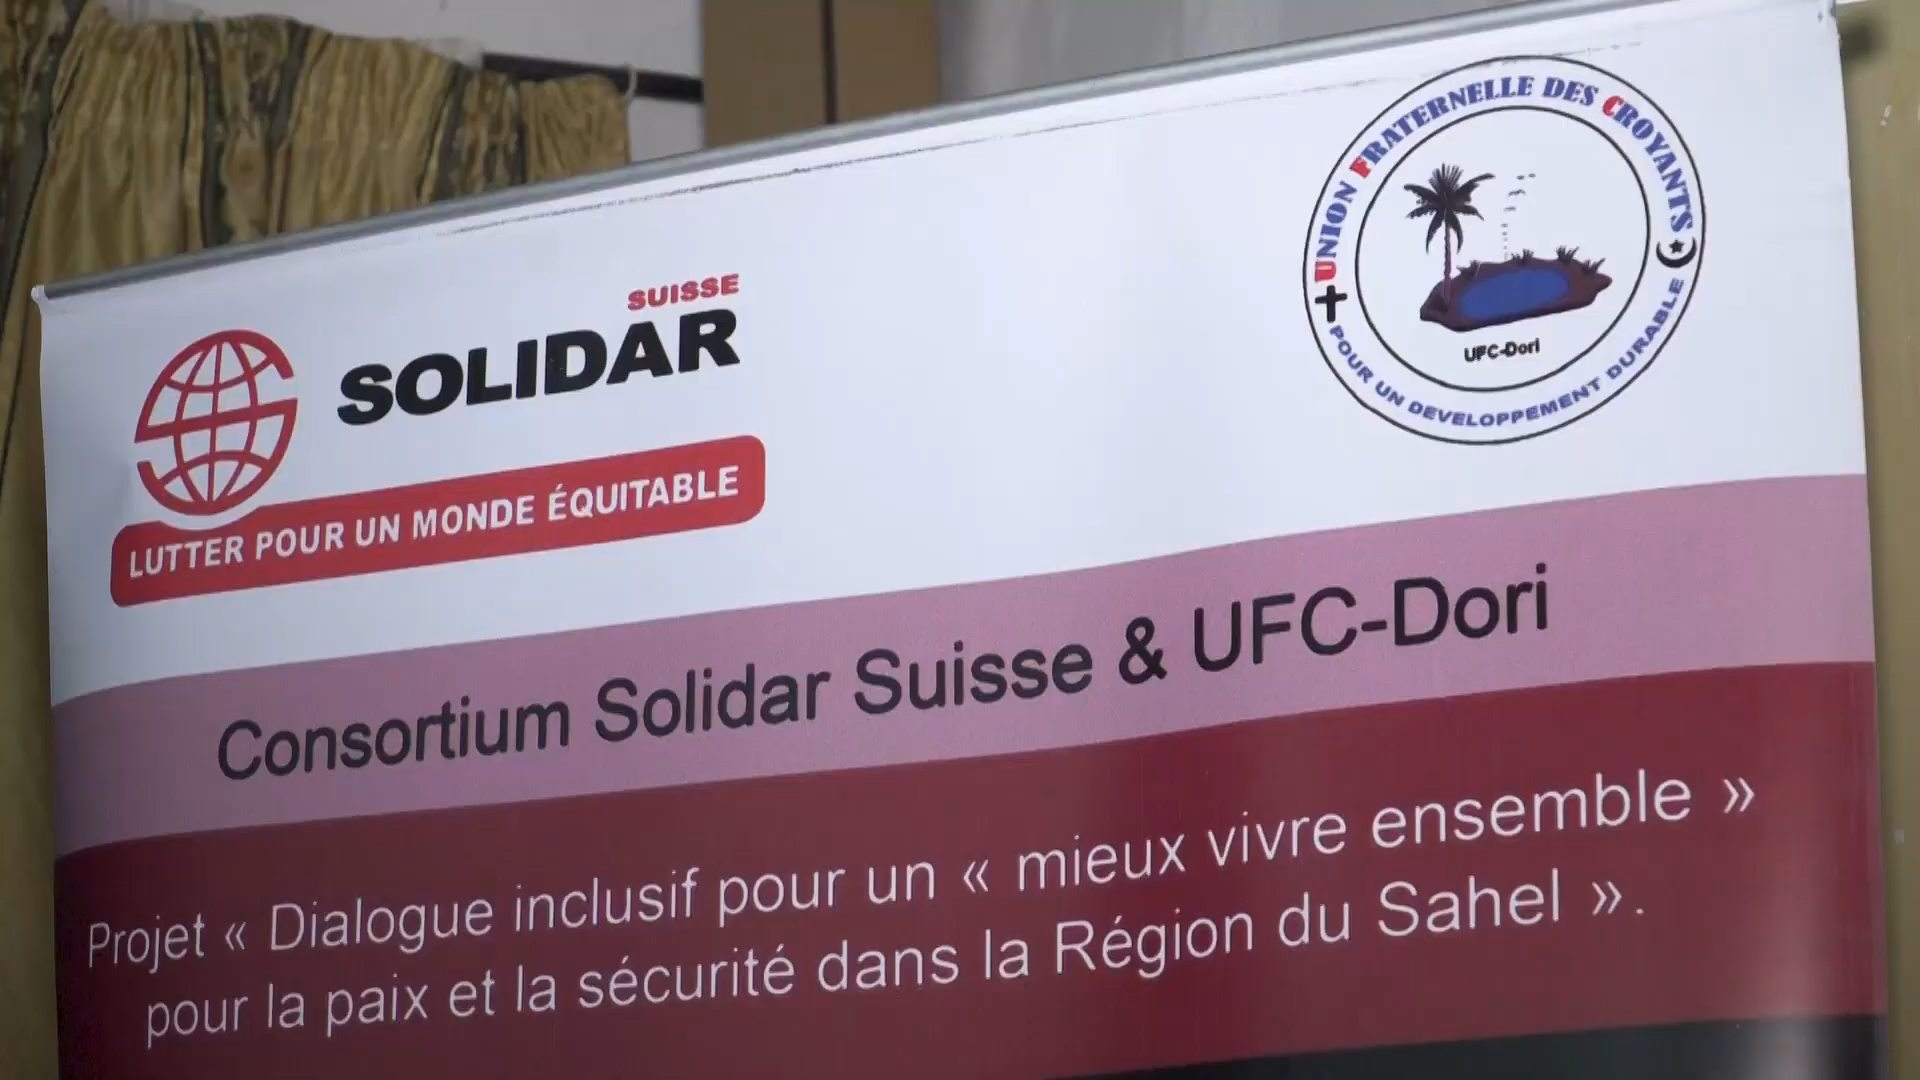 SUISSE
SOLIDAR
LUTTER POUR UN MONDE ÉQUITABLE
UNION FRATERNELLE DES CROYANTS
UFC-Dori
POUR UN DEVELOPPEMENT DURABLE
Consortium Solidar Suisse & UFC-Dori
Projet « Dialogue inclusif pour un « mieux vivre ensemble »
pour la paix et la sécurité dans la Région du Sahel ».